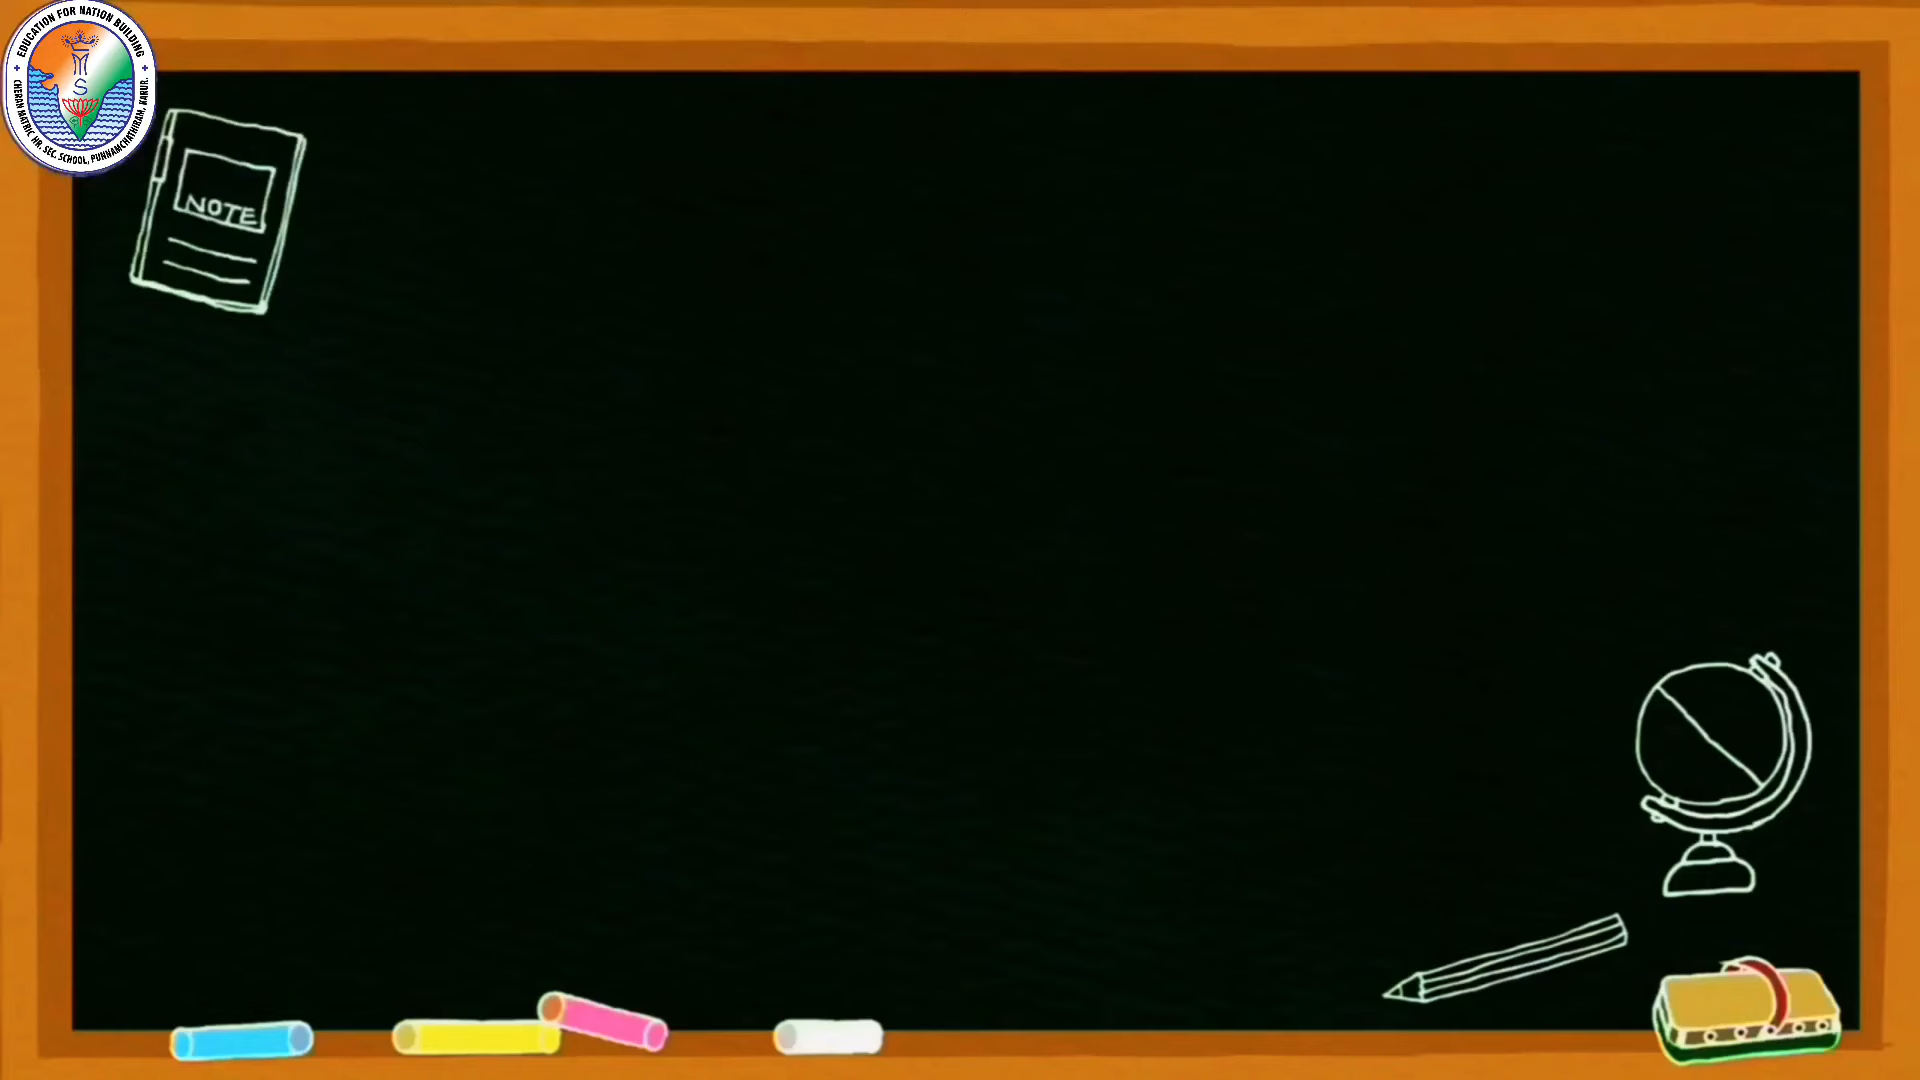 EDUCATION FOR NATION BUILDING
S
CHERAN MATRIC HR. SEC. SCHOOL, PUNNAMCHATHIRAM, KARUR.
NOTE